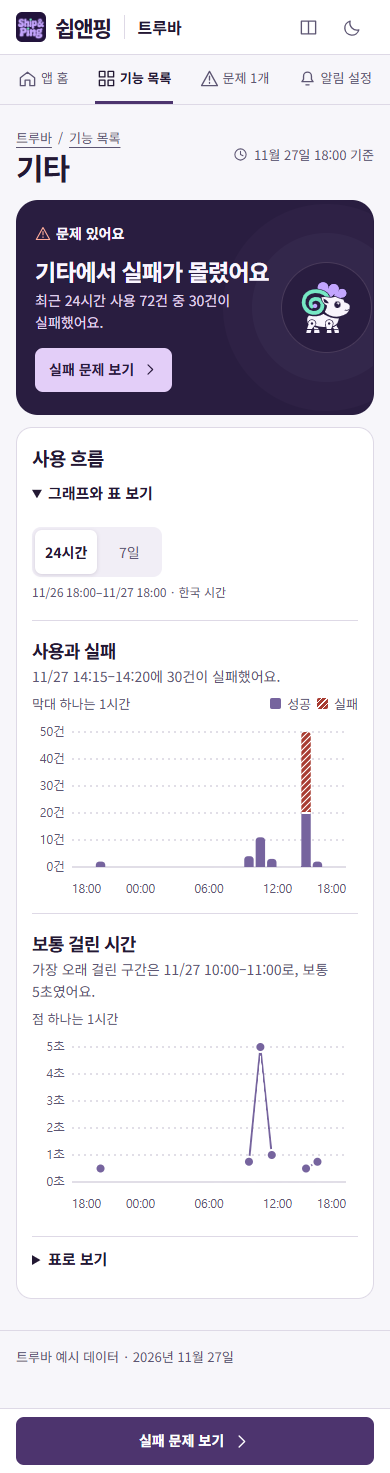 Ship&
Ping
쉽앤핑
트루바
앱 홈
기능 목록
문제 1개
알림 설정
트루바 / 기능 목록
기타
11월 27일 18:00 기준
문제 있어요
기타에서 실패가 몰렸어요
최근 24시간 사용 72건 중 30건이
실패했어요.
실패 문제 보기
사용 흐름
▼ 그래프와 표 보기
24시간
7일
11/26 18:00–11/27 18:00 · 한국 시간
사용과 실패
11/27 14:15–14:20에 30건이 실패했어요.
막대 하나는 1시간
성공
실패
50건
40건
30건
20건
10건
0건
18:00
00:00
06:00
12:00
18:00
보통 걸린 시간
가장 오래 걸린 구간은 11/27 10:00–11:00로, 보통
5초였어요.
점 하나는 1시간
5초
4초
3초
2초
1초
0초
18:00
00:00
06:00
12:00
18:00
▶ 표로 보기
트루바 예시 데이터 · 2026년 11월 27일
실패 문제 보기